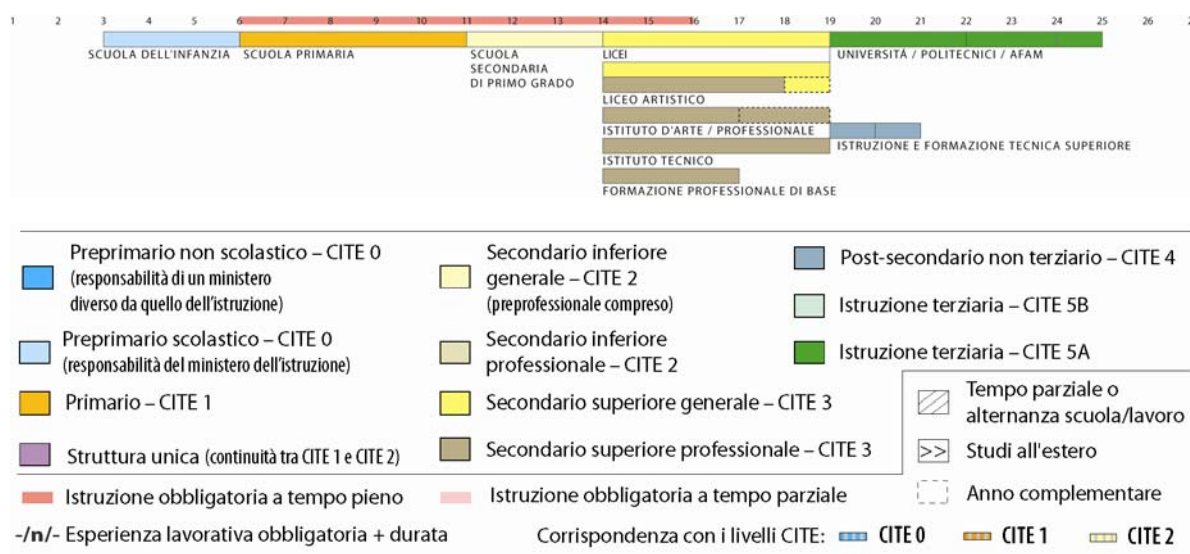 1 2 3 4 5 6 7 8 9 10 11 12 13 14 15 16 17 18 19 20 21 22 23 24 25 26
SCUOLA DELL'INFANZIA SCUOLA PRIMARIA SCUOLA LICEI UNIVERSITÁ / POLITECNICI / AFAM
SECONDARIA
DI PRIMO GRADO
LICEO ARTISTICO
ISTITUTO D'ARTE / PROFESSIONALE ISTRUZIONE E FORMAZIONE TECNICA SUPERIORE
ISTITUTO TECNICO
FORMAZIONE PROFESSIONALE DI BASE
Preprimario non scolastico – CITE 0
(responsabilità di un ministero
diverso da quello dell'istruzione)
Preprimario scolastico – CITE 0
(responsabilità del ministero dell'istruzione)
Primario – CITE 1
Struttura unica (continuità tra CITE 1 e CITE 2)
Secondario inferiore
generale – CITE 2
(preprofessionale compreso)
Secondario inferiore
professionale – CITE 2
Secondario superiore generale – CITE 3
Secondario superiore professionale – CITE 3
Post-secondario non terziario – CITE 4
Istruzione terziaria – CITE 5B
Istruzione terziaria – CITE 5A
Tempo parziale o
alternanza scuola/lavoro
>> Studi all'estero
Anno complementare
Istruzione obbligatoria a tempo pieno
Istruzione obbligatoria a tempo parziale
-/n/- Esperienza lavorativa obbligatoria + durata
Corrispondenza con i livelli CITE: CITE 0 CITE 1 CITE 2